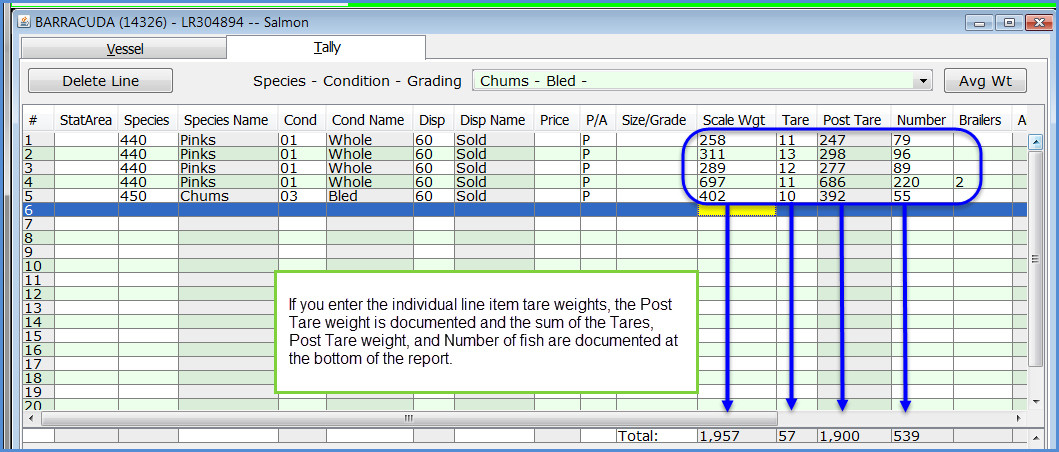 BARRACUDA (14326) - LR304894 -- Salmon
Vessel Tally
Delete Line Species - Condition - Grading Chums - Bled - Avg Wt
# StatArea Species Species Name Cond Cond Name Disp Disp Name Price P/A Size/Grade Scale Wgt Tare Post Tare Number Brailers A
1 440 Pinks 01 Whole 60 Sold P 258 11 247 79
2 440 Pinks 01 Whole 60 Sold P 311 13 298 96
3 440 Pinks 01 Whole 60 Sold P 289 12 277 89
4 440 Pinks 01 Whole 60 Sold P 697 11 686 220 2
5 450 Chums 03 Bled 60 Sold P 402 10 392 55
6
7
8
9
10
11
12
13
14
15
16
17
18
19
20
If you enter the individual line item tare weights, the Post
Tare weight is documented and the sum of the Tares,
Post Tare weight, and Number of fish are documented at
the bottom of the report.
Total: 1,957 57 1,900 539